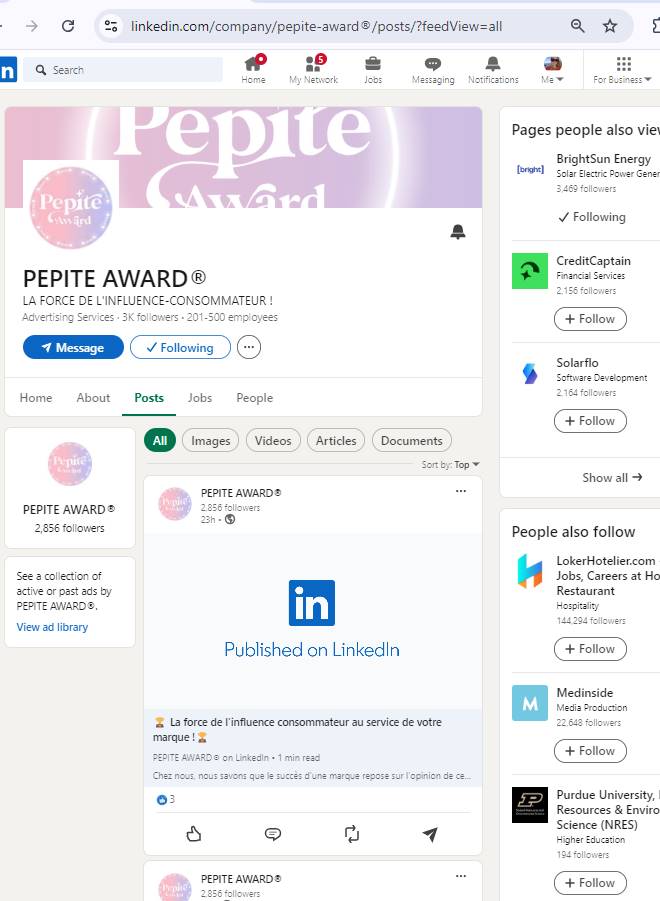 linkedin.com/company/pepite-award®/posts/?feedView=all
in
Search
Home
5
My Network
Jobs
Messaging
Notifications
Me
For Business
Pepite
Award
Pepite
Award
PEPITE AWARD®
LA FORCE DE L'INFLUENCE-CONSOMMATEUR !
Advertising Services · 3K followers · 201-500 employees
Message
Following
Home
About
Posts
Jobs
People
Pepite
Award
PEPITE AWARD®
2,856 followers
See a collection of
active or past ads by
PEPITE AWARD®.
View ad library
All
Images
Videos
Articles
Documents
Sort by: Top
Pepite
Award
PEPITE AWARD®
2,856 followers
23h •
in
Published on LinkedIn
🏆 La force de l'influence consommateur au service de votre
marque ! 🏆
PEPITE AWARD® on LinkedIn • 1 min read
Chez nous, nous savons que le succès d'une marque repose sur l'opinion de ce...
3
Pepite
Award
PEPITE AWARD®
2,856 followers
Pages people also view
[bright]
BrightSun Energy
Solar Electric Power Gener
3,469 followers
Following
CreditCaptain
Financial Services
2,156 followers
+ Follow
Solarflo
Software Development
2,164 followers
+ Follow
Show all →
People also follow
LokerHotelier.com -
Jobs, Careers at Ho
Restaurant
Hospitality
144,294 followers
+ Follow
M
Medinside
Media Production
22,648 followers
+ Follow
P
Purdue University,
Resources & Enviro
Science (NRES)
Higher Education
194 followers
+ Follow